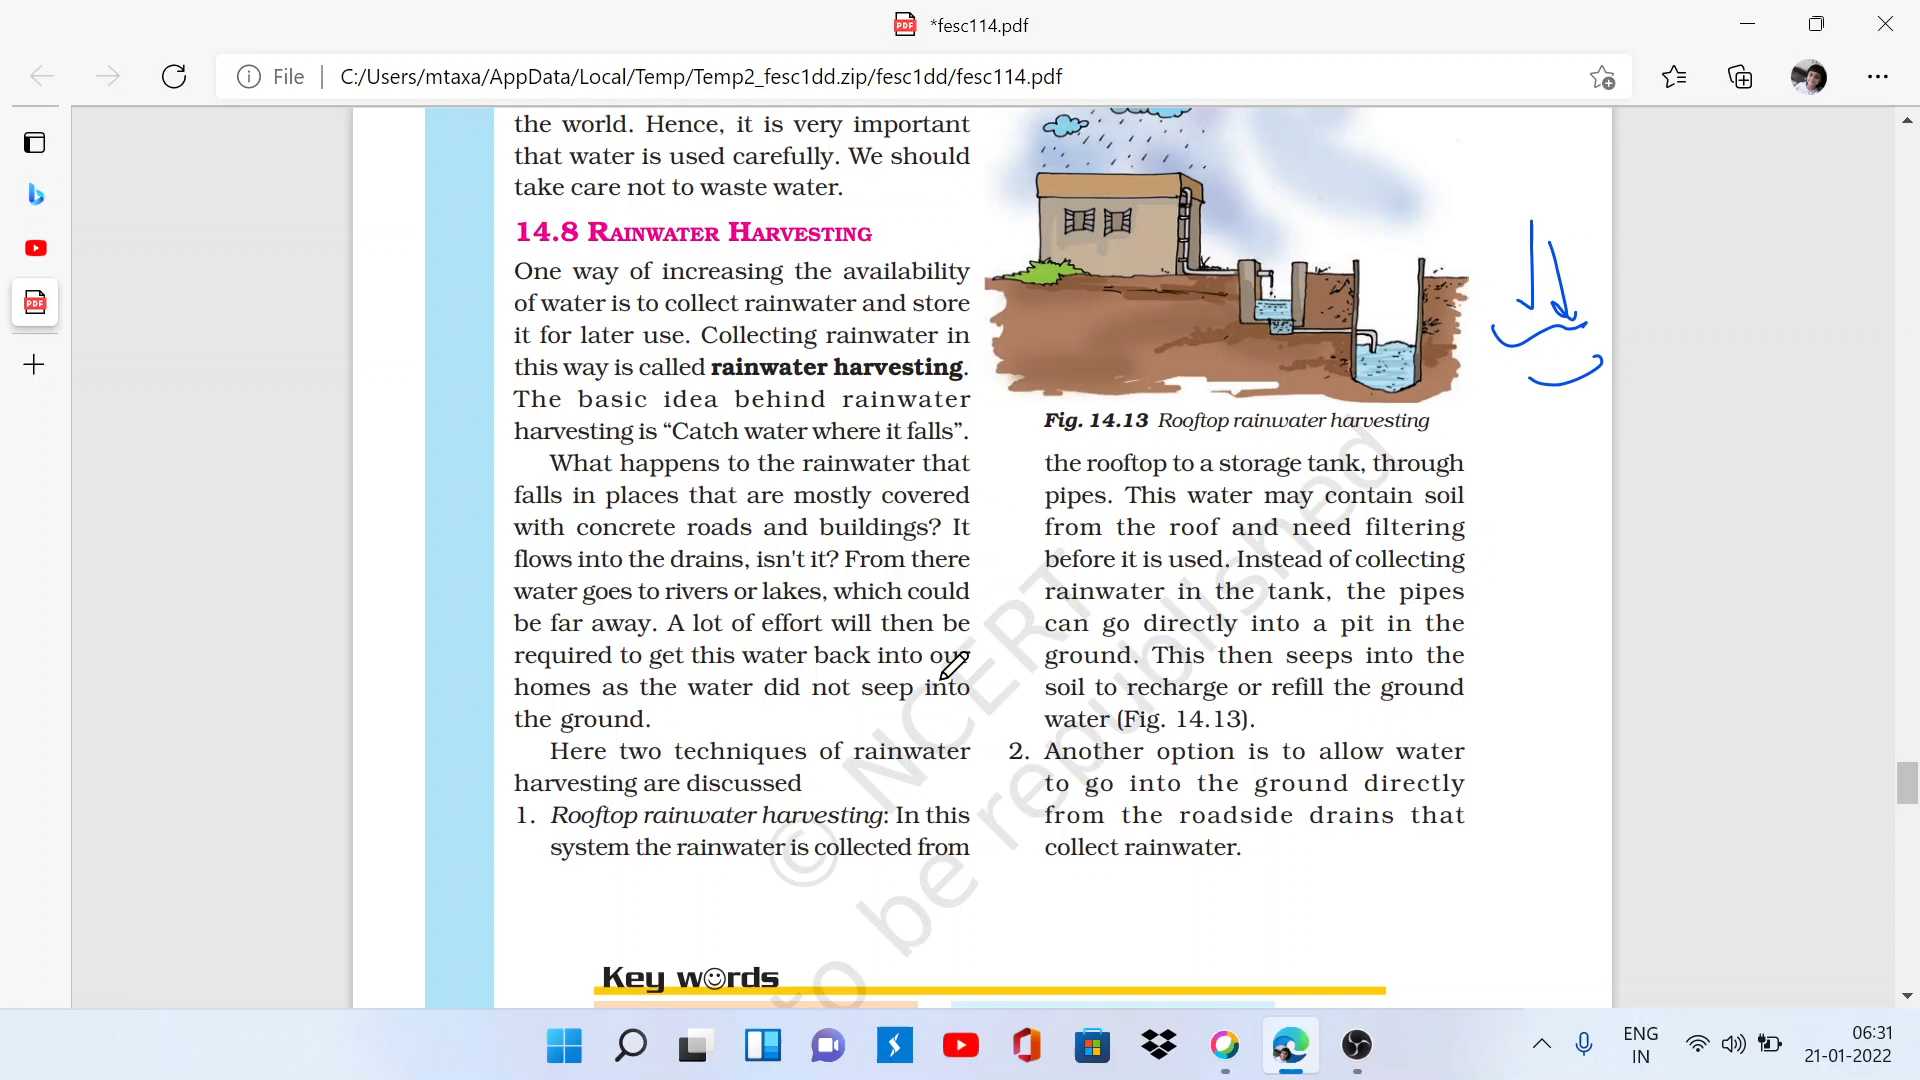 *fesc114.pdf
File
C:/Users/mtaxa/AppData/Local/Temp/Temp2_fesc1dd.zip/fesc1dd/fesc114.pdf
the world. Hence, it is very important
that water is used carefully. We should
take care not to waste water.
14.8 RAINWATER HARVESTING
One way of increasing the availability
of water is to collect rainwater and store
it for later use. Collecting rainwater in
this way is called rainwater harvesting.
The basic idea behind rainwater
harvesting is “Catch water where it falls”.
What happens to the rainwater that
falls in places that are mostly covered
with concrete roads and buildings? It
flows into the drains, isn't it? From there
water goes to rivers or lakes, which could
be far away. A lot of effort will then be
required to get this water back into our
homes as the water did not seep into
the ground.
Here two techniques of rainwater
harvesting are discussed
1. Rooftop rainwater harvesting: In this
system the rainwater is collected from
Fig. 14.13 Rooftop rainwater harvesting
the rooftop to a storage tank, through
pipes. This water may contain soil
from the roof and need filtering
before it is used. Instead of collecting
rainwater in the tank, the pipes
can go directly into a pit in the
ground. This then seeps into the
soil to recharge or refill the ground
water (Fig. 14.13).
2. Another option is to allow water
to go into the ground directly
from the roadside drains that
collect rainwater.
© NCERT
to be republished
Key words
ENG
IN
06:31
21-01-2022